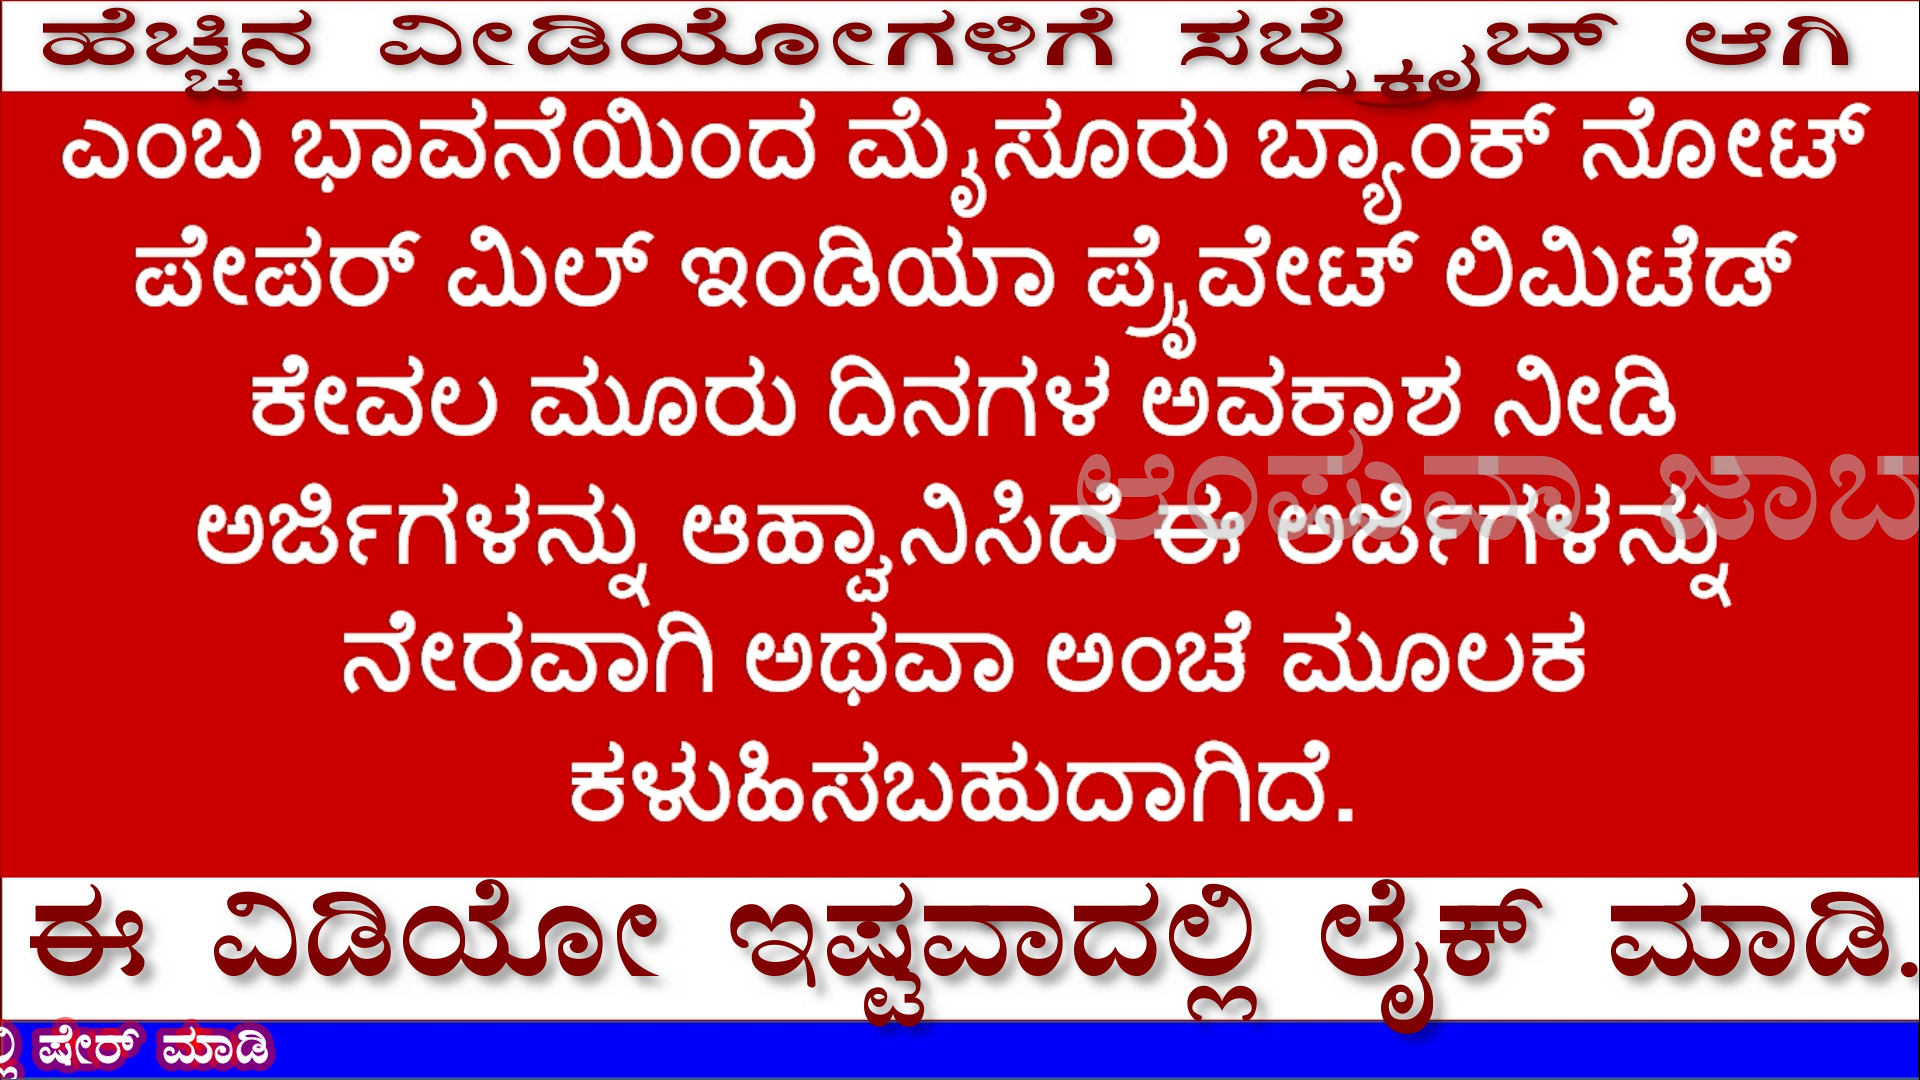 ಹೆಚ್ಚಿನ ವೀಡಿಯೋಗಳಿಗೆ ಸಬ್ಸ್ಕ್ರೈಬ್ ಆಗಿ
ಎಂಬ ಭಾವನೆಯಿಂದ ಮೈಸೂರು ಬ್ಯಾಂಕ್ ನೋಟ್
ಪೇಪರ್ ಮಿಲ್ ಇಂಡಿಯಾ ಪ್ರೈವೇಟ್ ಲಿಮಿಟೆಡ್
ಕೇವಲ ಮೂರು ದಿನಗಳ ಅವಕಾಶ ನೀಡಿ
ಅರ್ಜಿಗಳನ್ನು ಆಹ್ವಾನಿಸಿದೆ ಈ ಅರ್ಜಿಗಳನ್ನು
ನೇರವಾಗಿ ಅಥವಾ ಅಂಚೆ ಮೂಲಕ
ಕಳುಹಿಸಬಹುದಾಗಿದೆ.
ಈ ವಿಡಿಯೋ ಇಷ್ಟವಾದಲ್ಲಿ ಲೈಕ್ ಮಾಡಿ.
ಷೇರ್ ಮಾಡಿ